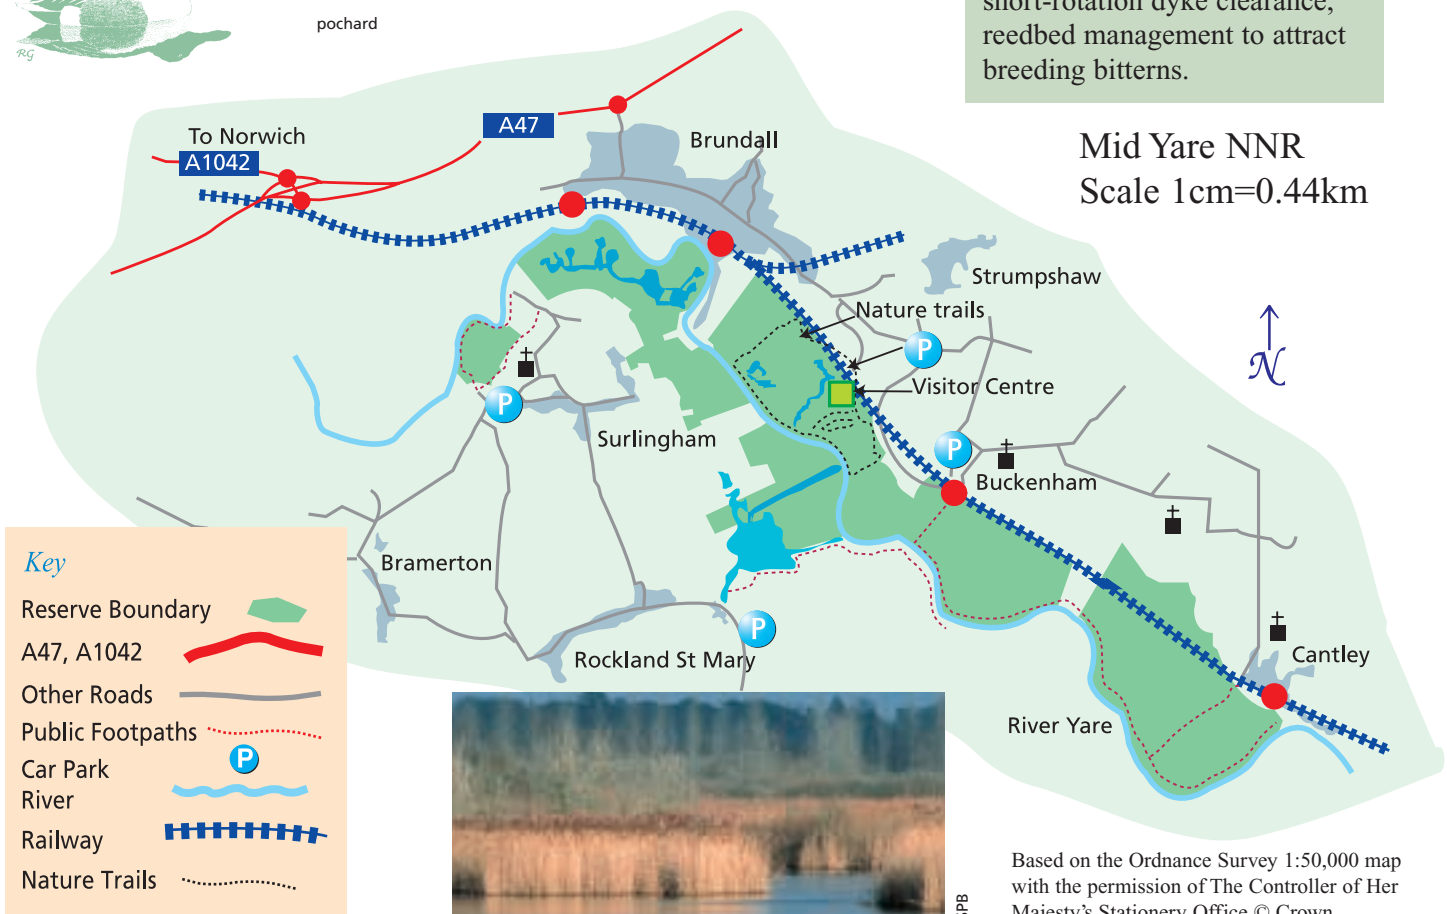 RG
pochard
short-rotation dyke clearance,
reedbed management to attract
breeding bitterns.
Mid Yare NNR
Scale 1cm=0.44km
To Norwich
A1042
A47
Brundall
Strumpshaw
Nature trails
P
Visitor Centre
N
P
Surlingham
P
Buckenham
Bramerton
P
Rockland St Mary
Cantley
River Yare
Key
Reserve Boundary
A47, A1042
Other Roads
Public Footpaths
Car Park
P
River
Railway
Nature Trails
Based on the Ordnance Survey 1:50,000 map
with the permission of The Controller of Her
Majesty's Stationery Office © Crown